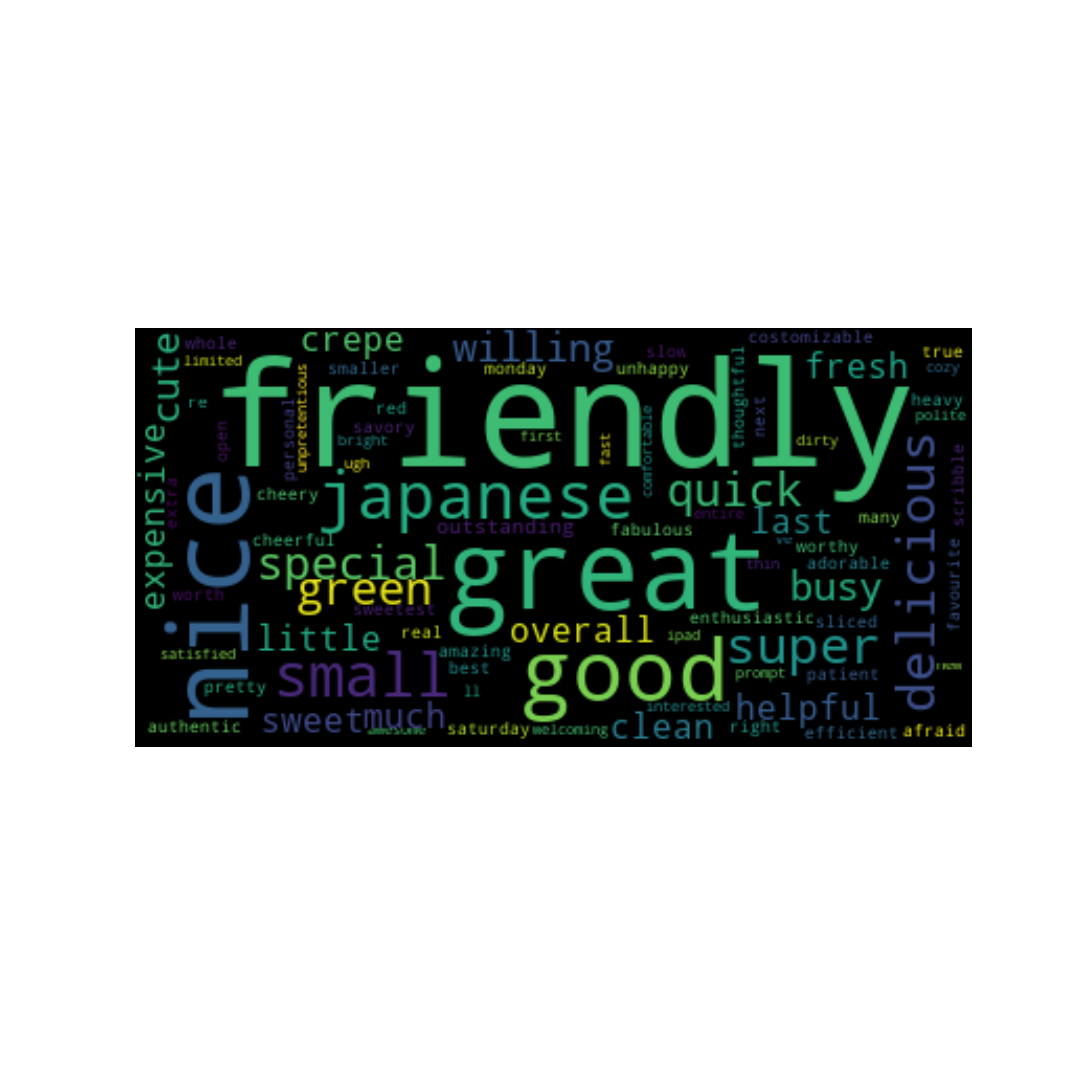 whole
limited
crepe
smaller
willing
monday
slow
unhappy
costomizable
fresh
true
cozy
cute
friendly
re
red
savory
bright
ugh
unpretentious
personal
open
first
fast
comfortable
thoughtful
next
dirty
heavy
polite
expensive
extra
nice
cheery
japanese
quick
outstanding
fabulous
entire
last
many
delicious
scribble
favourite
cheerful
special
green
great
thin
worthy
adorable
busy
worth
sweetest
little
real
overall
enthusiastic
sliced
ipad
super
satisfied
pretty
small
amazing
best
ll
good
prompt
patient
interested
helpful
authentic
sweet
much
awesome
saturday
welcoming
clean
right
efficient
afraid